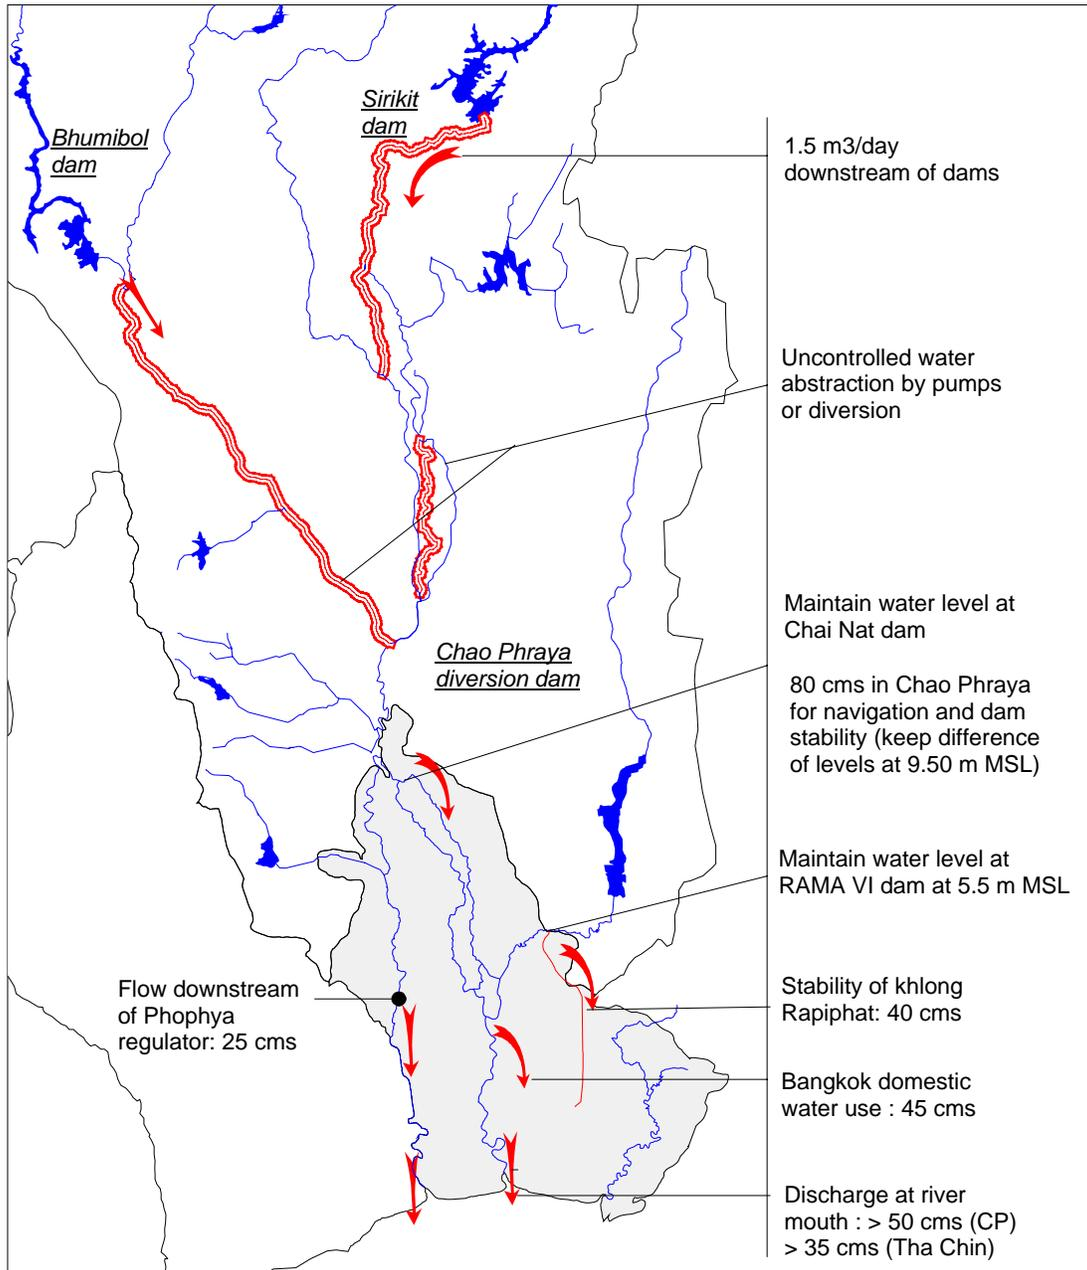 Sirikit
dam
Bhumibol
dam
1.5 m3/day
downstream of dams
Uncontrolled water
abstraction by pumps
or diversion
Maintain water level at
Chai Nat dam
Chao Phraya
diversion dam
80 cms in Chao Phraya
for navigation and dam
stability (keep difference
of levels at 9.50 m MSL)
Maintain water level at
RAMA VI dam at 5.5 m MSL
Flow downstream
of Phophya
regulator: 25 cms
Stability of khlong
Rapiphat: 40 cms
Bangkok domestic
water use : 45 cms
Discharge at river
mouth : > 50 cms (CP)
> 35 cms (Tha Chin)